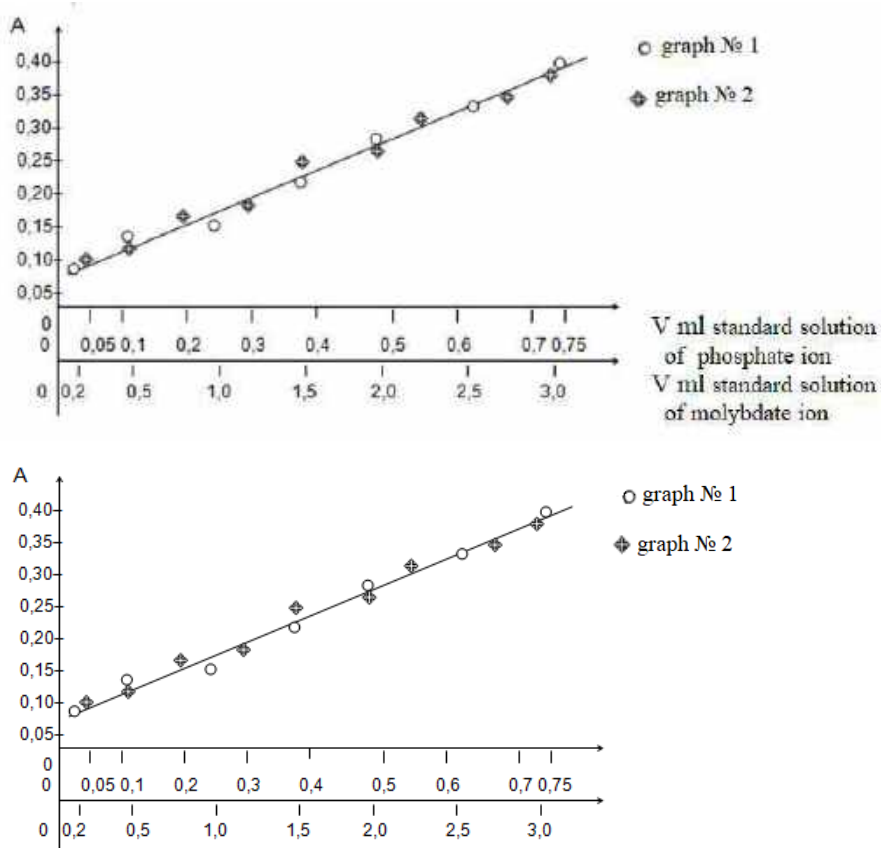 A
0,40
0,35
0,30
0,25
0,20
0,15
0,10
0,05
0
graph № 1
graph № 2
0 0,05 0,1 0,2 0,3 0,4 0,5 0,6 0,7 0,75
V ml standard solution
of phosphate ion
0 0,2 0,5 1,0 1,5 2,0 2,5 3,0
V ml standard solution
of molybdate ion
A
0,40
0,35
0,30
0,25
0,20
0,15
0,10
0,05
0
graph № 1
graph № 2
0 0,05 0,1 0,2 0,3 0,4 0,5 0,6 0,7 0,75
0 0,2 0,5 1,0 1,5 2,0 2,5 3,0